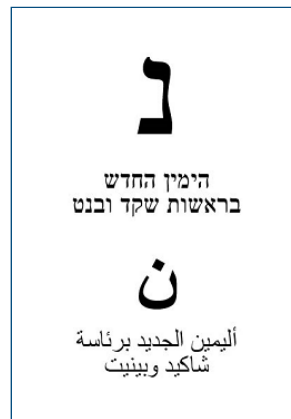 נ
הימין החדש
בראשות שקד ובנט
ن
أليمين الجديد برئاسة
شاكيد وبينيت